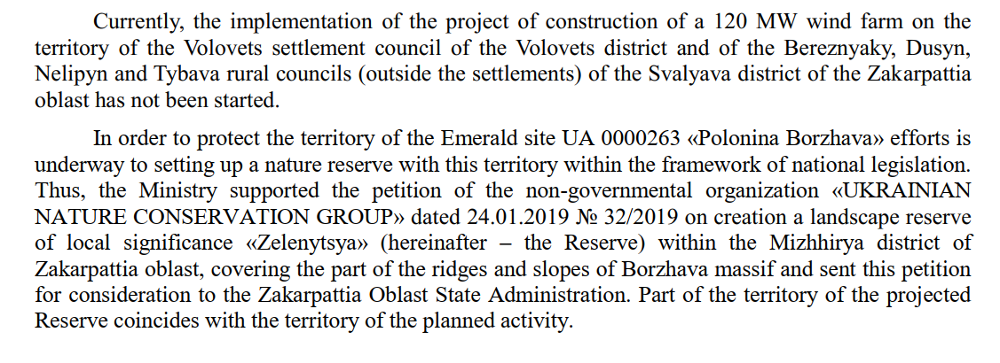 Currently, the implementation of the project of construction of a 120 MW wind farm on the
territory of the Volovets settlement council of the Volovets district and of the Bereznyaky, Dusyn,
Nelipyn and Tybava rural councils (outside the settlements) of the Svalyava district of the Zakarpattia
oblast has not been started.
In order to protect the territory of the Emerald site UA 0000263 «Polonina Borzhava» efforts is
underway to setting up a nature reserve with this territory within the framework of national legislation.
Thus, the Ministry supported the petition of the non-governmental organization «UKRAINIAN
NATURE CONSERVATION GROUP» dated 24.01.2019 № 32/2019 on creation a landscape reserve
of local significance «Zelenytsya» (hereinafter – the Reserve) within the Mizhhirya district of
Zakarpattia oblast, covering the part of the ridges and slopes of Borzhava massif and sent this petition
for consideration to the Zakarpattia Oblast State Administration. Part of the territory of the projected
Reserve coincides with the territory of the planned activity.